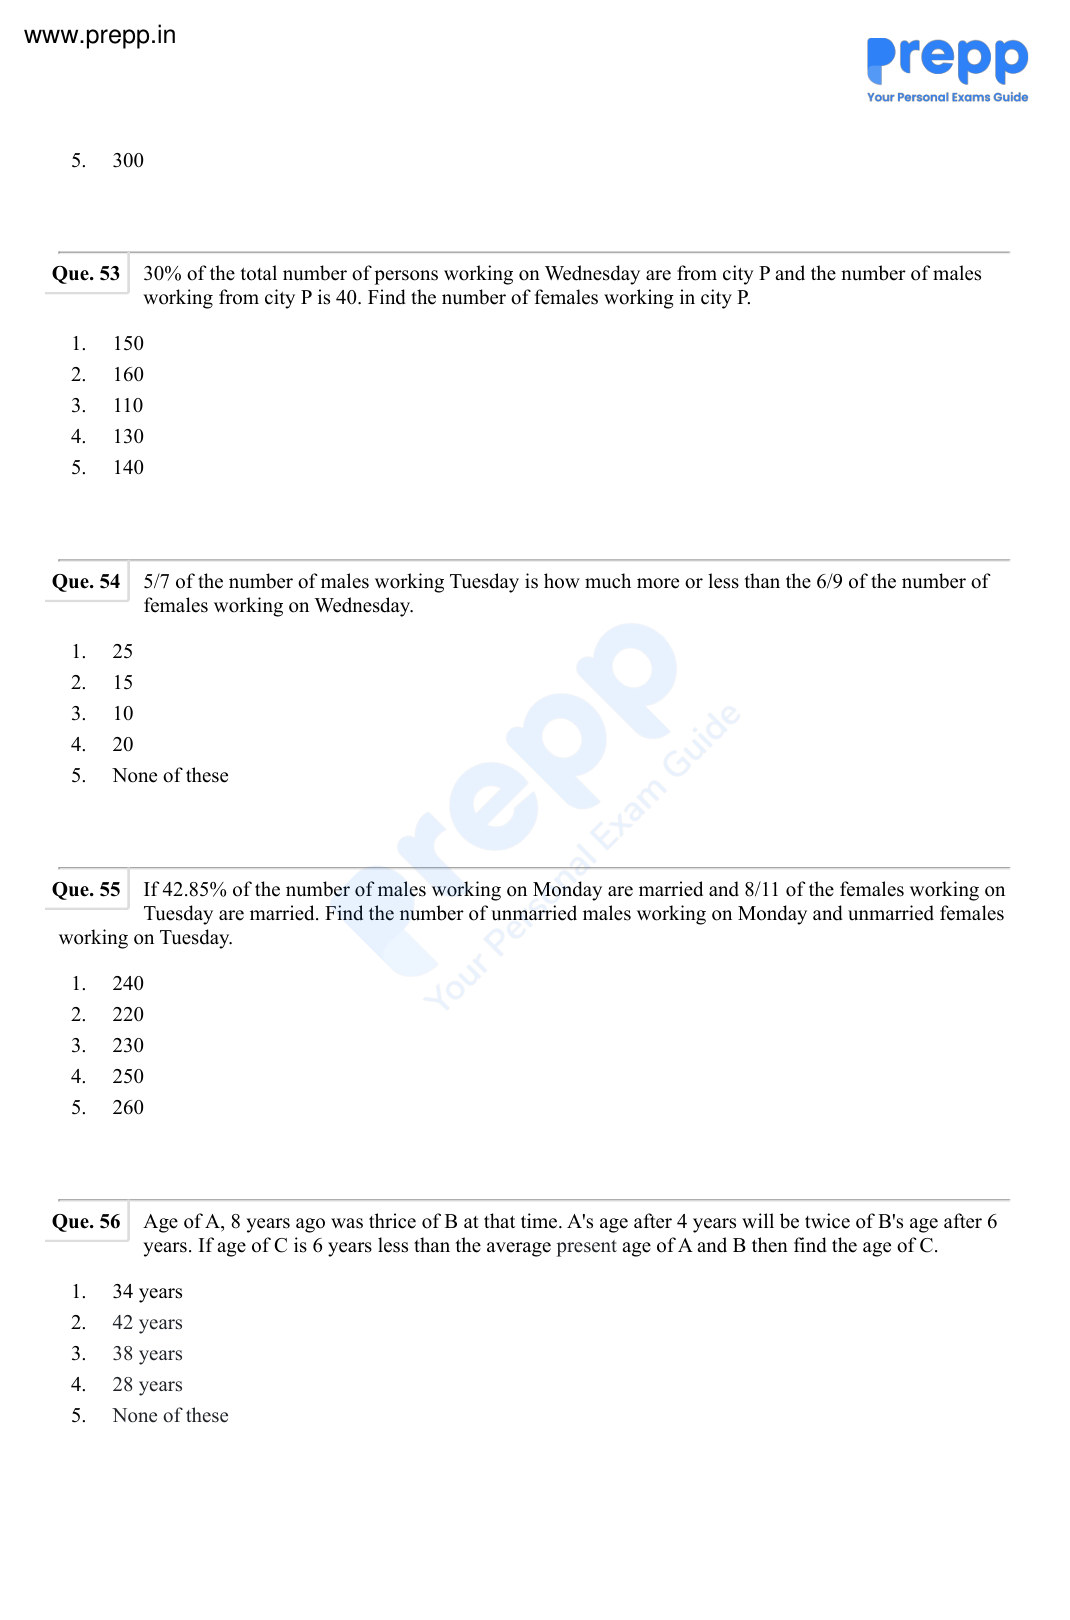 www.prepp.in
prepp
Your Personal Exams Guide
5. 300
Que. 53 30% of the total number of persons working on Wednesday are from city P and the number of males
working from city P is 40. Find the number of females working in city P.
1. 150
2. 160
3. 110
4. 130
5. 140
Que. 54 5/7 of the number of males working Tuesday is how much more or less than the 6/9 of the number of
females working on Wednesday.
1. 25
2. 15
3. 10
4. 20
5. None of these
prepp
Your Personal Exam Guide
Que. 55 If 42.85% of the number of males working on Monday are married and 8/11 of the females working on
Tuesday are married. Find the number of unmarried males working on Monday and unmarried females
working on Tuesday.
1. 240
2. 220
3. 230
4. 250
5. 260
Que. 56 Age of A, 8 years ago was thrice of B at that time. A's age after 4 years will be twice of B's age after 6
years. If age of C is 6 years less than the average present age of A and B then find the age of C.
1. 34 years
2. 42 years
3. 38 years
4. 28 years
5. None of these